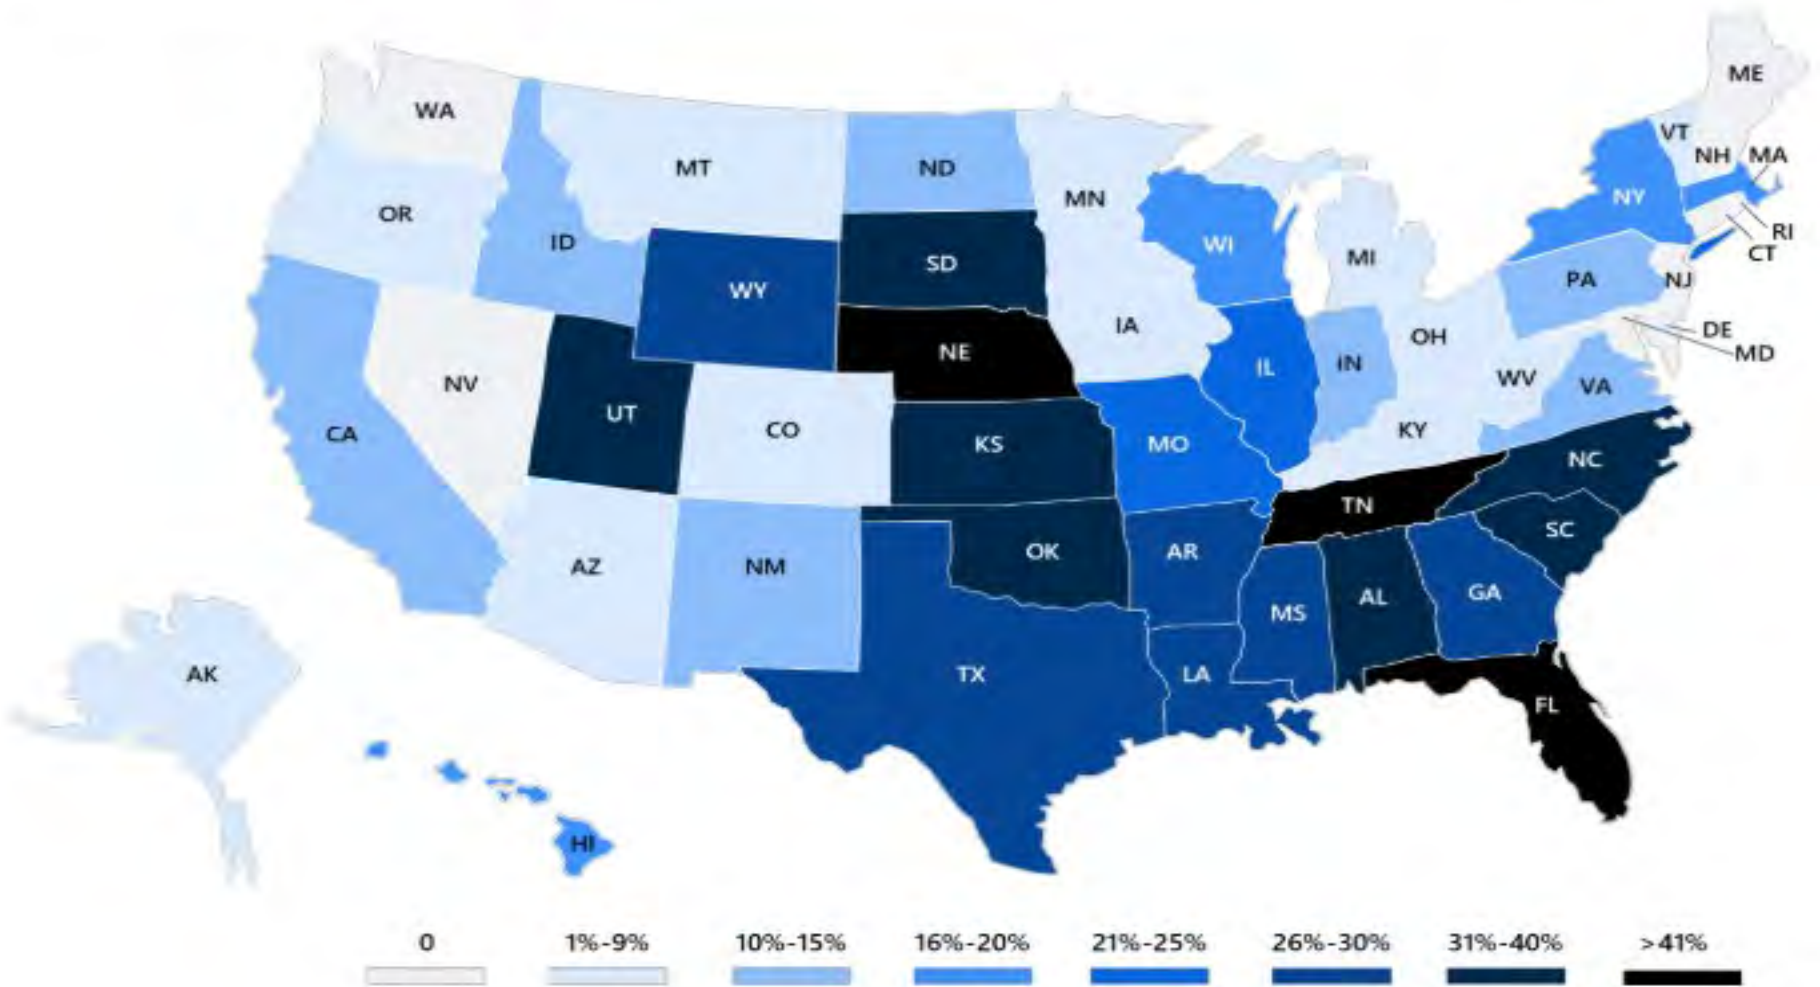 ME
WA
VT
MT
ND
NH
MA
MN
OR
NY
ID
WI
RI
SD
CT
MI
PA
NJ
WY
IA
DE
OH
NE
MD
IL
IN
NV
WV
VA
UT
CO
KY
CA
KS
MO
NC
TN
SC
AZ
NM
OK
AR
GA
AL
MS
AK
TX
LA
FL
HI
0
1%-9%
10%-15%
16%-20%
21%-25%
26%-30%
31%-40%
>41%